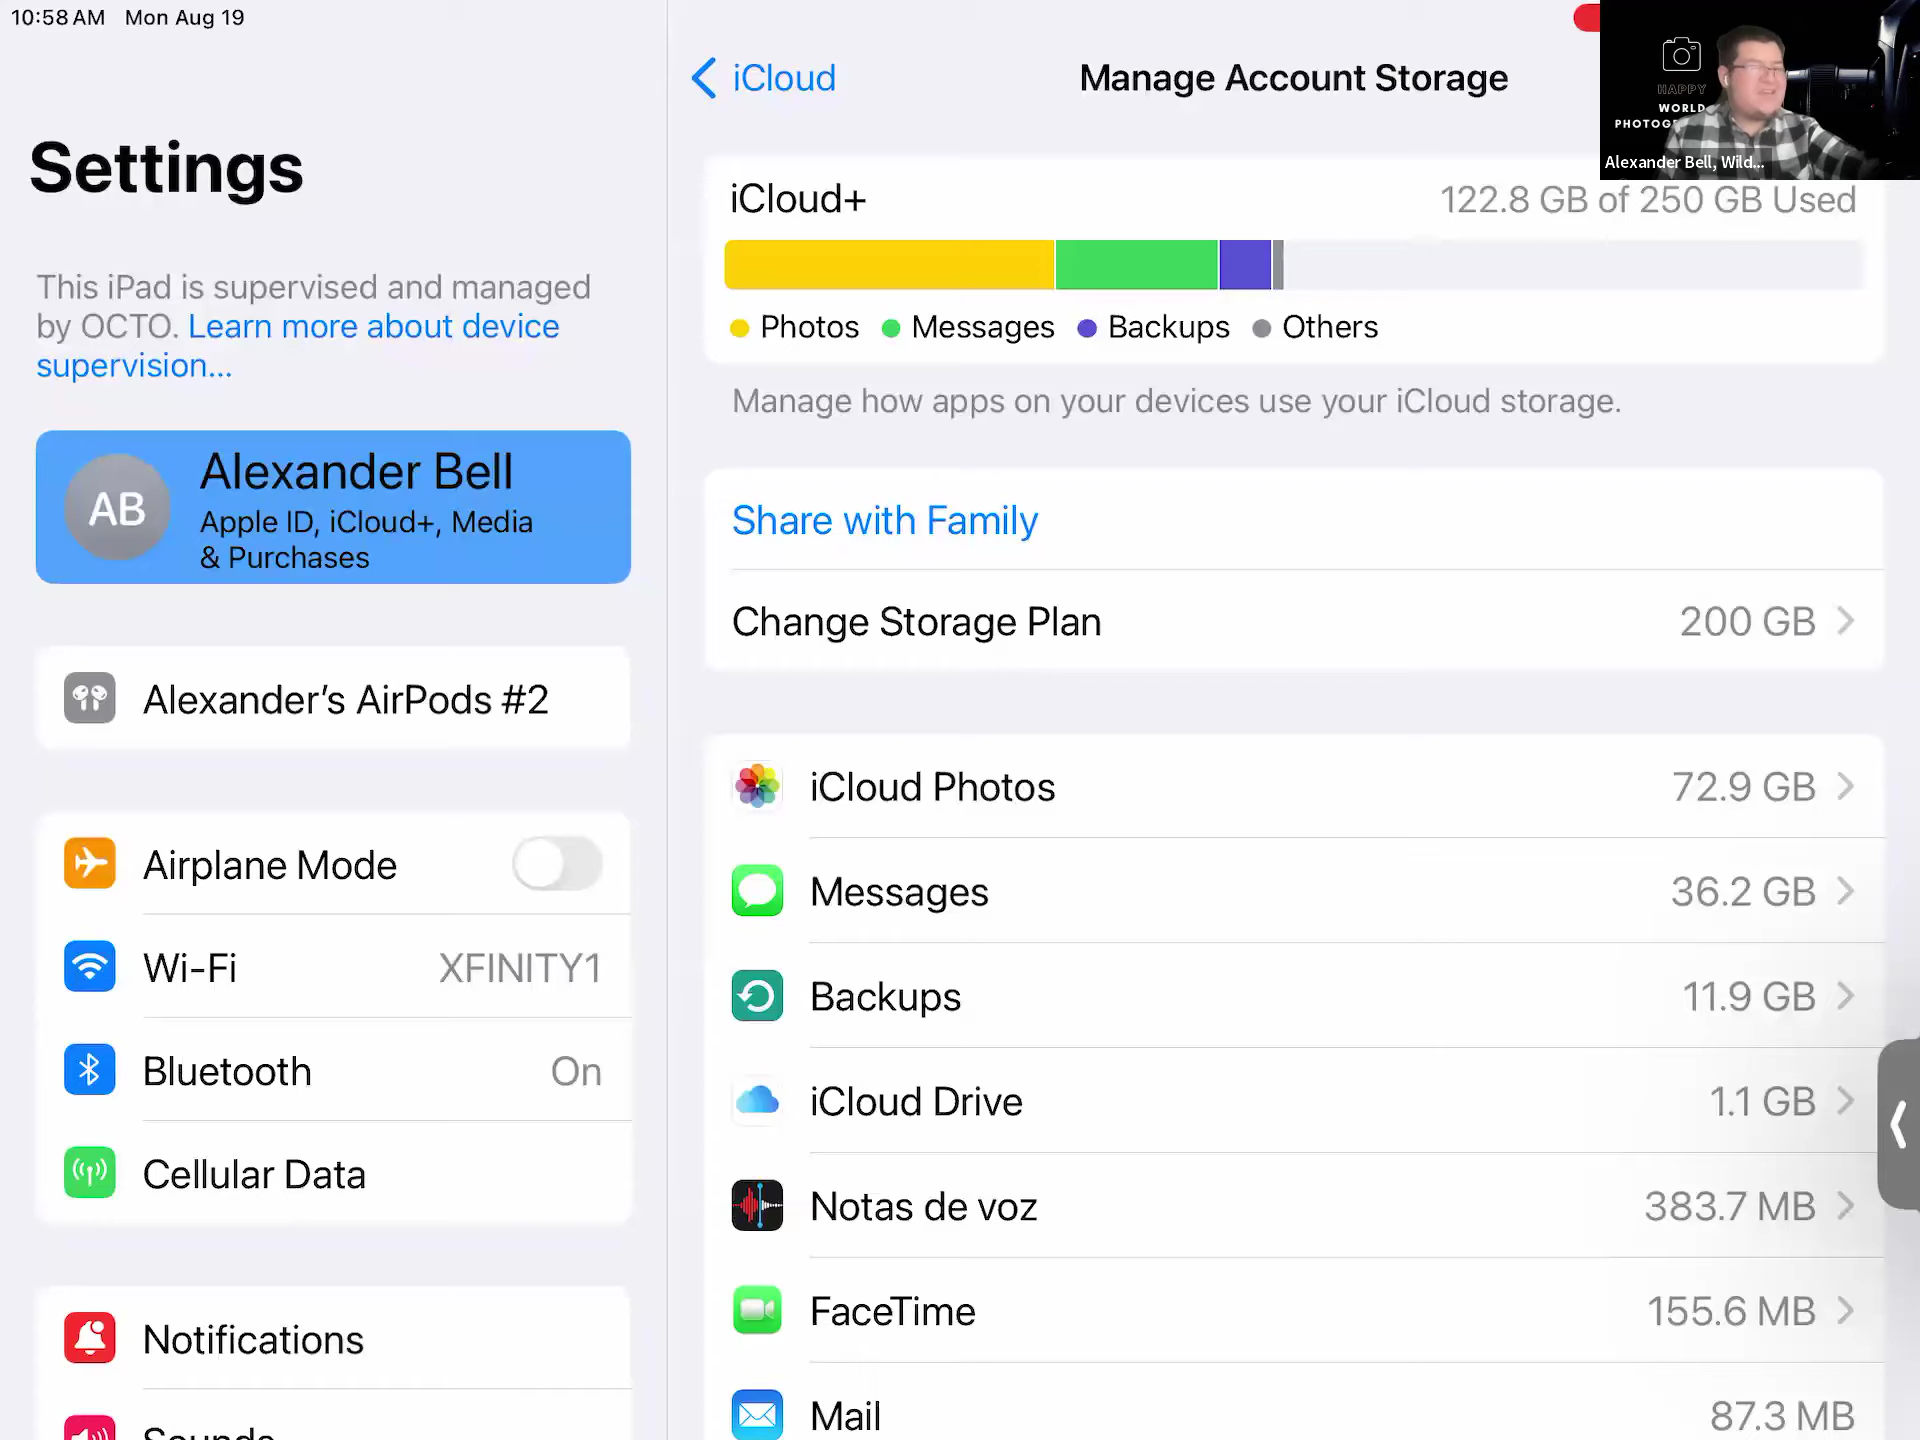 10:58 AM Mon Aug 19
Settings
This iPad is supervised and managed
by OCTO. Learn more about device
supervision...
AB
Alexander Bell
Apple ID, iCloud+, Media
& Purchases
Alexander’s AirPods #2
Airplane Mode
Wi-Fi XFINITY1
Bluetooth On
Cellular Data
Notifications
Sounds
iCloud
Manage Account Storage
HAPPY
WORLD
Alexander Bell, Wild...
iCloud+ 122.8 GB of 250 GB Used
Photos Messages Backups Others
Manage how apps on your devices use your iCloud storage.
Share with Family
Change Storage Plan 200 GB
iCloud Photos 72.9 GB
Messages 36.2 GB
Backups 11.9 GB
iCloud Drive 1.1 GB
Notas de voz 383.7 MB
FaceTime 155.6 MB
Mail 87.3 MB